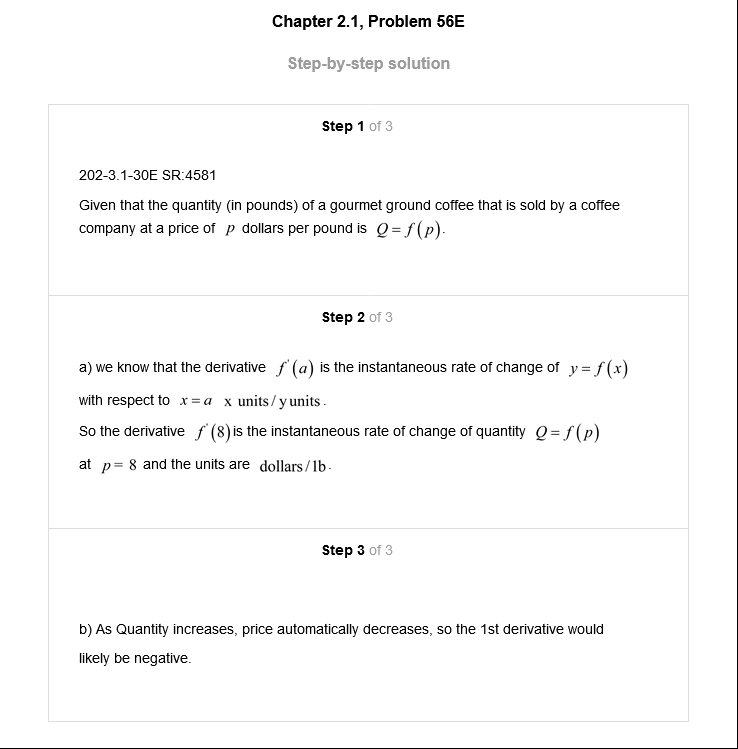 Chapter 2.1, Problem 56E
Step-by-step solution
Step 1 of 3
202-3.1-30E SR:4581
Given that the quantity (in pounds) of a gourmet ground coffee that is sold by a coffee
company at a price of p dollars per pound is Q = f(p).
Step 2 of 3
a) we know that the derivative f'(a) is the instantaneous rate of change of y = f(x)
with respect to x = a x units/yunits.
So the derivative f'(8) is the instantaneous rate of change of quantity Q = f(p)
at p = 8 and the units are dollars/lb.
Step 3 of 3
b) As Quantity increases, price automatically decreases, so the 1st derivative would
likely be negative.